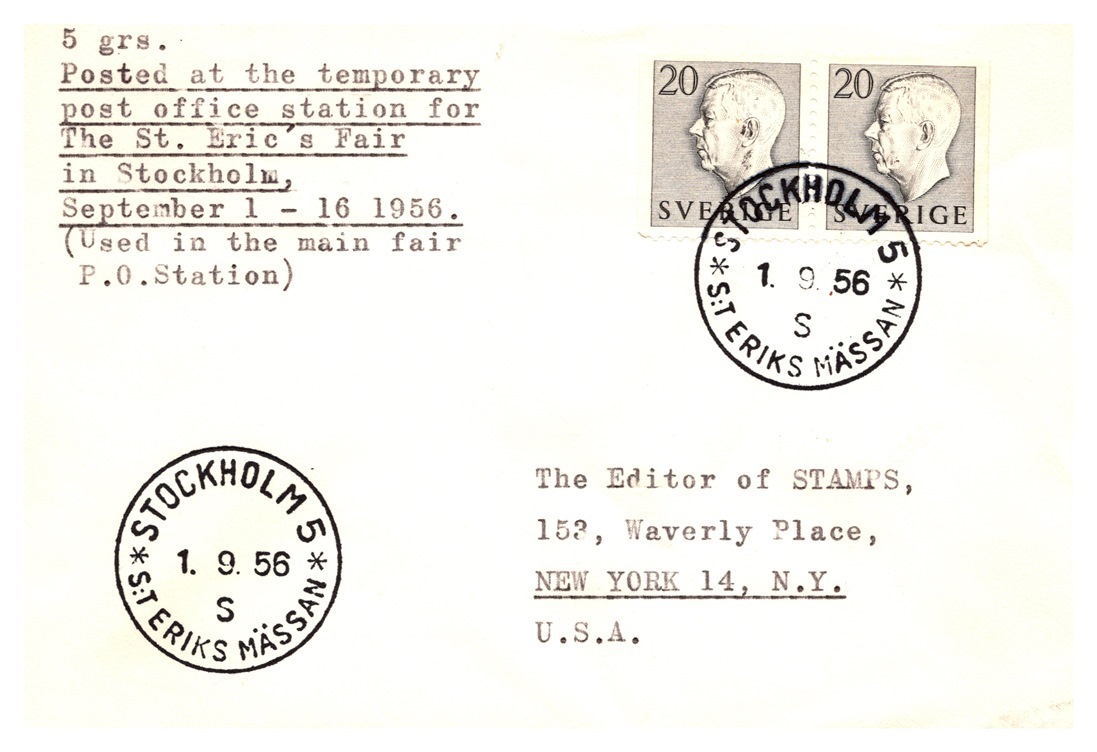 5 grs.
Posted at the temporary
post office station for
The St. Eric's Fair
in Stockholm,
September 1 - 16 1956.
(Used in the main fair
P.O.Station)
20
20
SVERIGE
SVERIGE
STOCKHOLM 5
1. 9. 56
S
* S:T ERIKS MÄSSAN *
The Editor of STAMPS,
153, Waverly Place,
NEW YORK 14, N.Y.
U.S.A.
STOCKHOLM 5
1. 9. 56
S
* S:T ERIKS MÄSSAN *